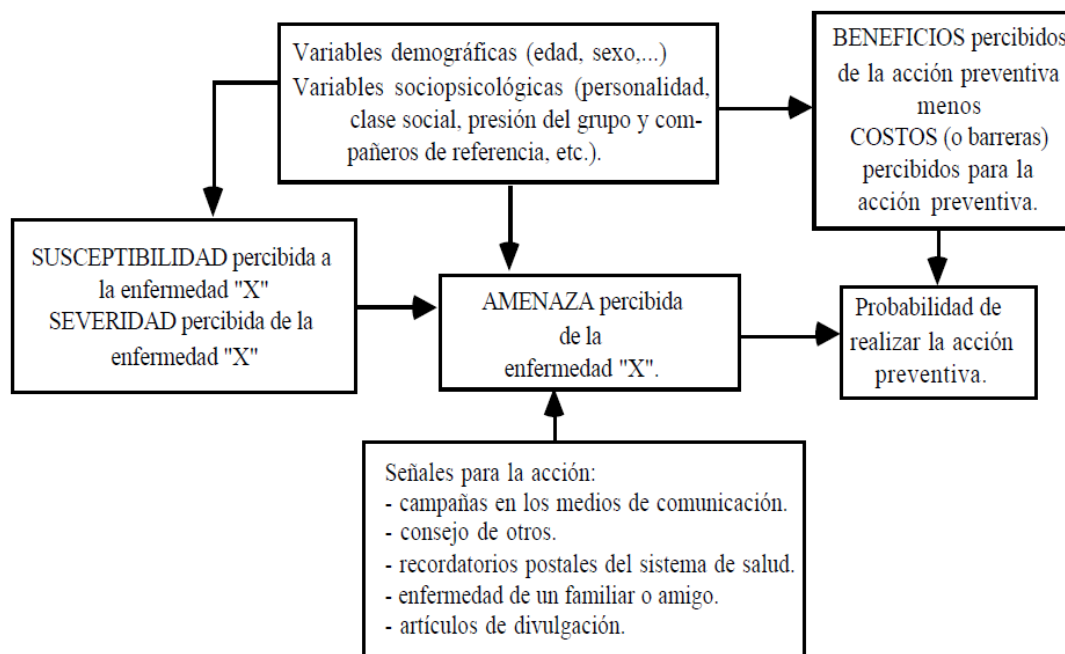 Variables demográficas (edad, sexo,...)
Variables sociopsicológicas (personalidad,
clase social, presión del grupo y com-
pañeros de referencia, etc.).
BENEFICIOS percibidos
de la acción preventiva
menos
COSTOS (o barreras)
percibidos para la
acción preventiva.
SUSCEPTIBILIDAD percibida a
la enfermedad "X"
SEVERIDAD percibida de la
enfermedad "X"
AMENAZA percibida
de la
enfermedad "X".
Probabilidad de
realizar la acción
preventiva.
Señales para la acción:
- campañas en los medios de comunicación.
- consejo de otros.
- recordatorios postales del sistema de salud.
- enfermedad de un familiar o amigo.
- artículos de divulgación.